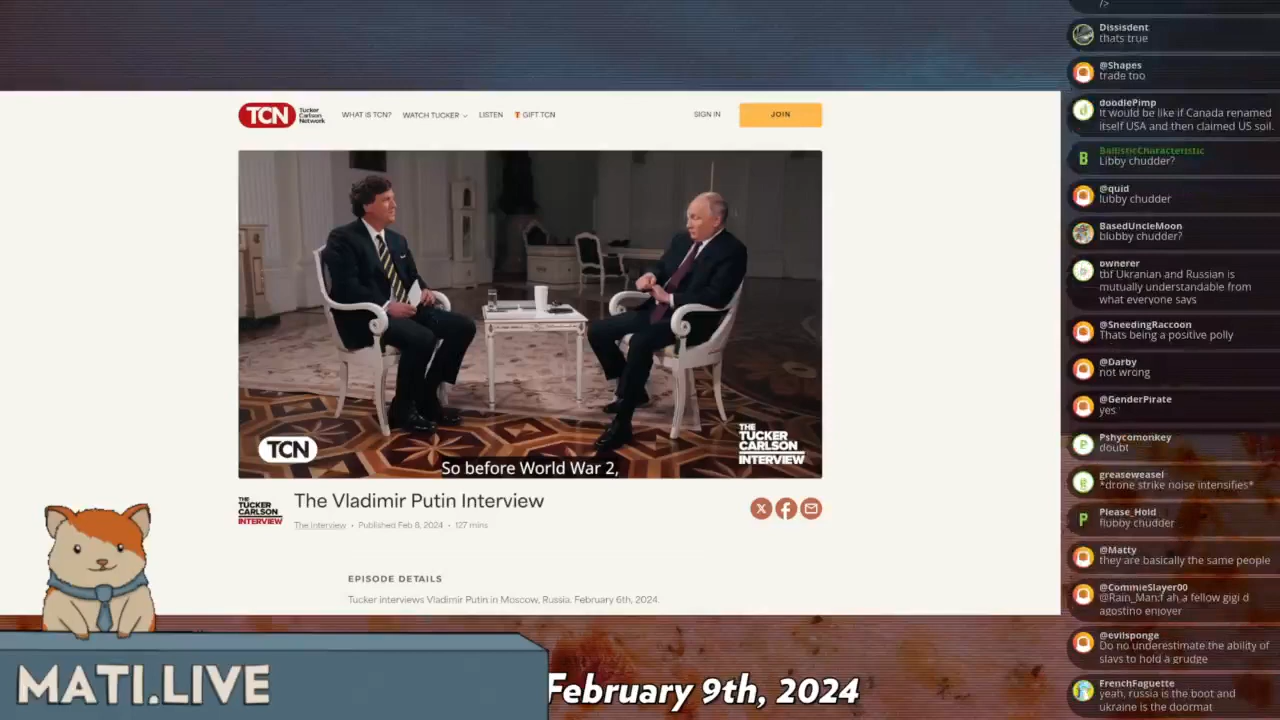 TCN
Tucker
Carlson
Network
WHAT IS TCN?
WATCH TUCKER
LISTEN
GIFT TCN
SIGN IN
JOIN
TCN
THE
TUCKER
CARLSON
INTERVIEW
So before World War 2,
THE
TUCKER
CARLSON
INTERVIEW
The Vladimir Putin Interview
The Interview • Published Feb 8, 2024 • 127 mins
EPISODE DETAILS
Tucker interviews Vladimir Putin in Moscow, Russia. February 6th, 2024.
MATI.LIVE
February 9th, 2024
/>
Dissisdent
thats true
@Shapes
trade too
doodlePimp
It would be like if Canada renamed
itself USA and then claimed US soil.
B
BallisticCharacteristic
Libby chudder?
@quid
lubby chudder
BasedUncleMoon
blubby chudder?
ownerer
tbf Ukranian and Russian is
mutually understandable from
what everyone says
@SneedingRaccoon
Thats being a positive polly
@Darby
not wrong
@GenderPirate
yes
P
Pshycomonkey
doubt
g
greaseweasel
*drone strike noise intensifies*
P
Please_Hold
flubby chudder
@Matty
they are basically the same people
@CommieSlayer00
@Rain_Man:f ah a fellow gigi d
agostino enjoyer
@evilsponge
Do no underestimate the ability of
slavs to hold a grudge
FrenchFaguette
yeah, russia is the boot and
ukraine is the doormat